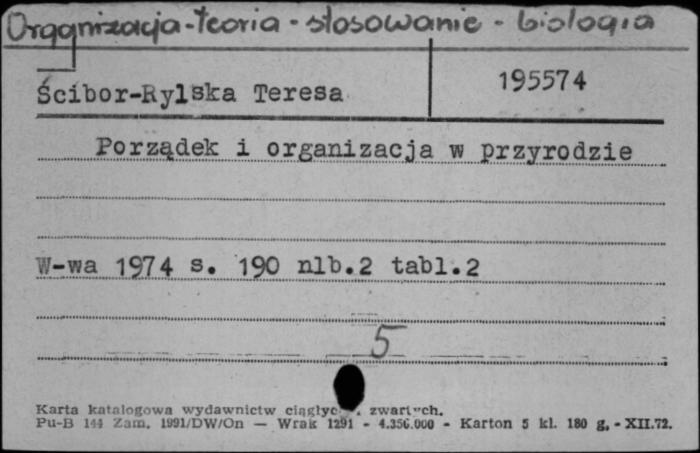 Organizacja-teoria-stosowanie-biologia
Ścibor-Rylska Teresa
195574
Porządek i organizacja w przyrodzie
W-wa 1974 s. 190 nlb.2 tabl.2
5
Karta katalogowa wydawnictw zwartych.
Pu-B 144 Zam. 1991/DW/On — Wrak 1291 - 4.356.000 - Karton 5 kl. 180 g. - XII.72.